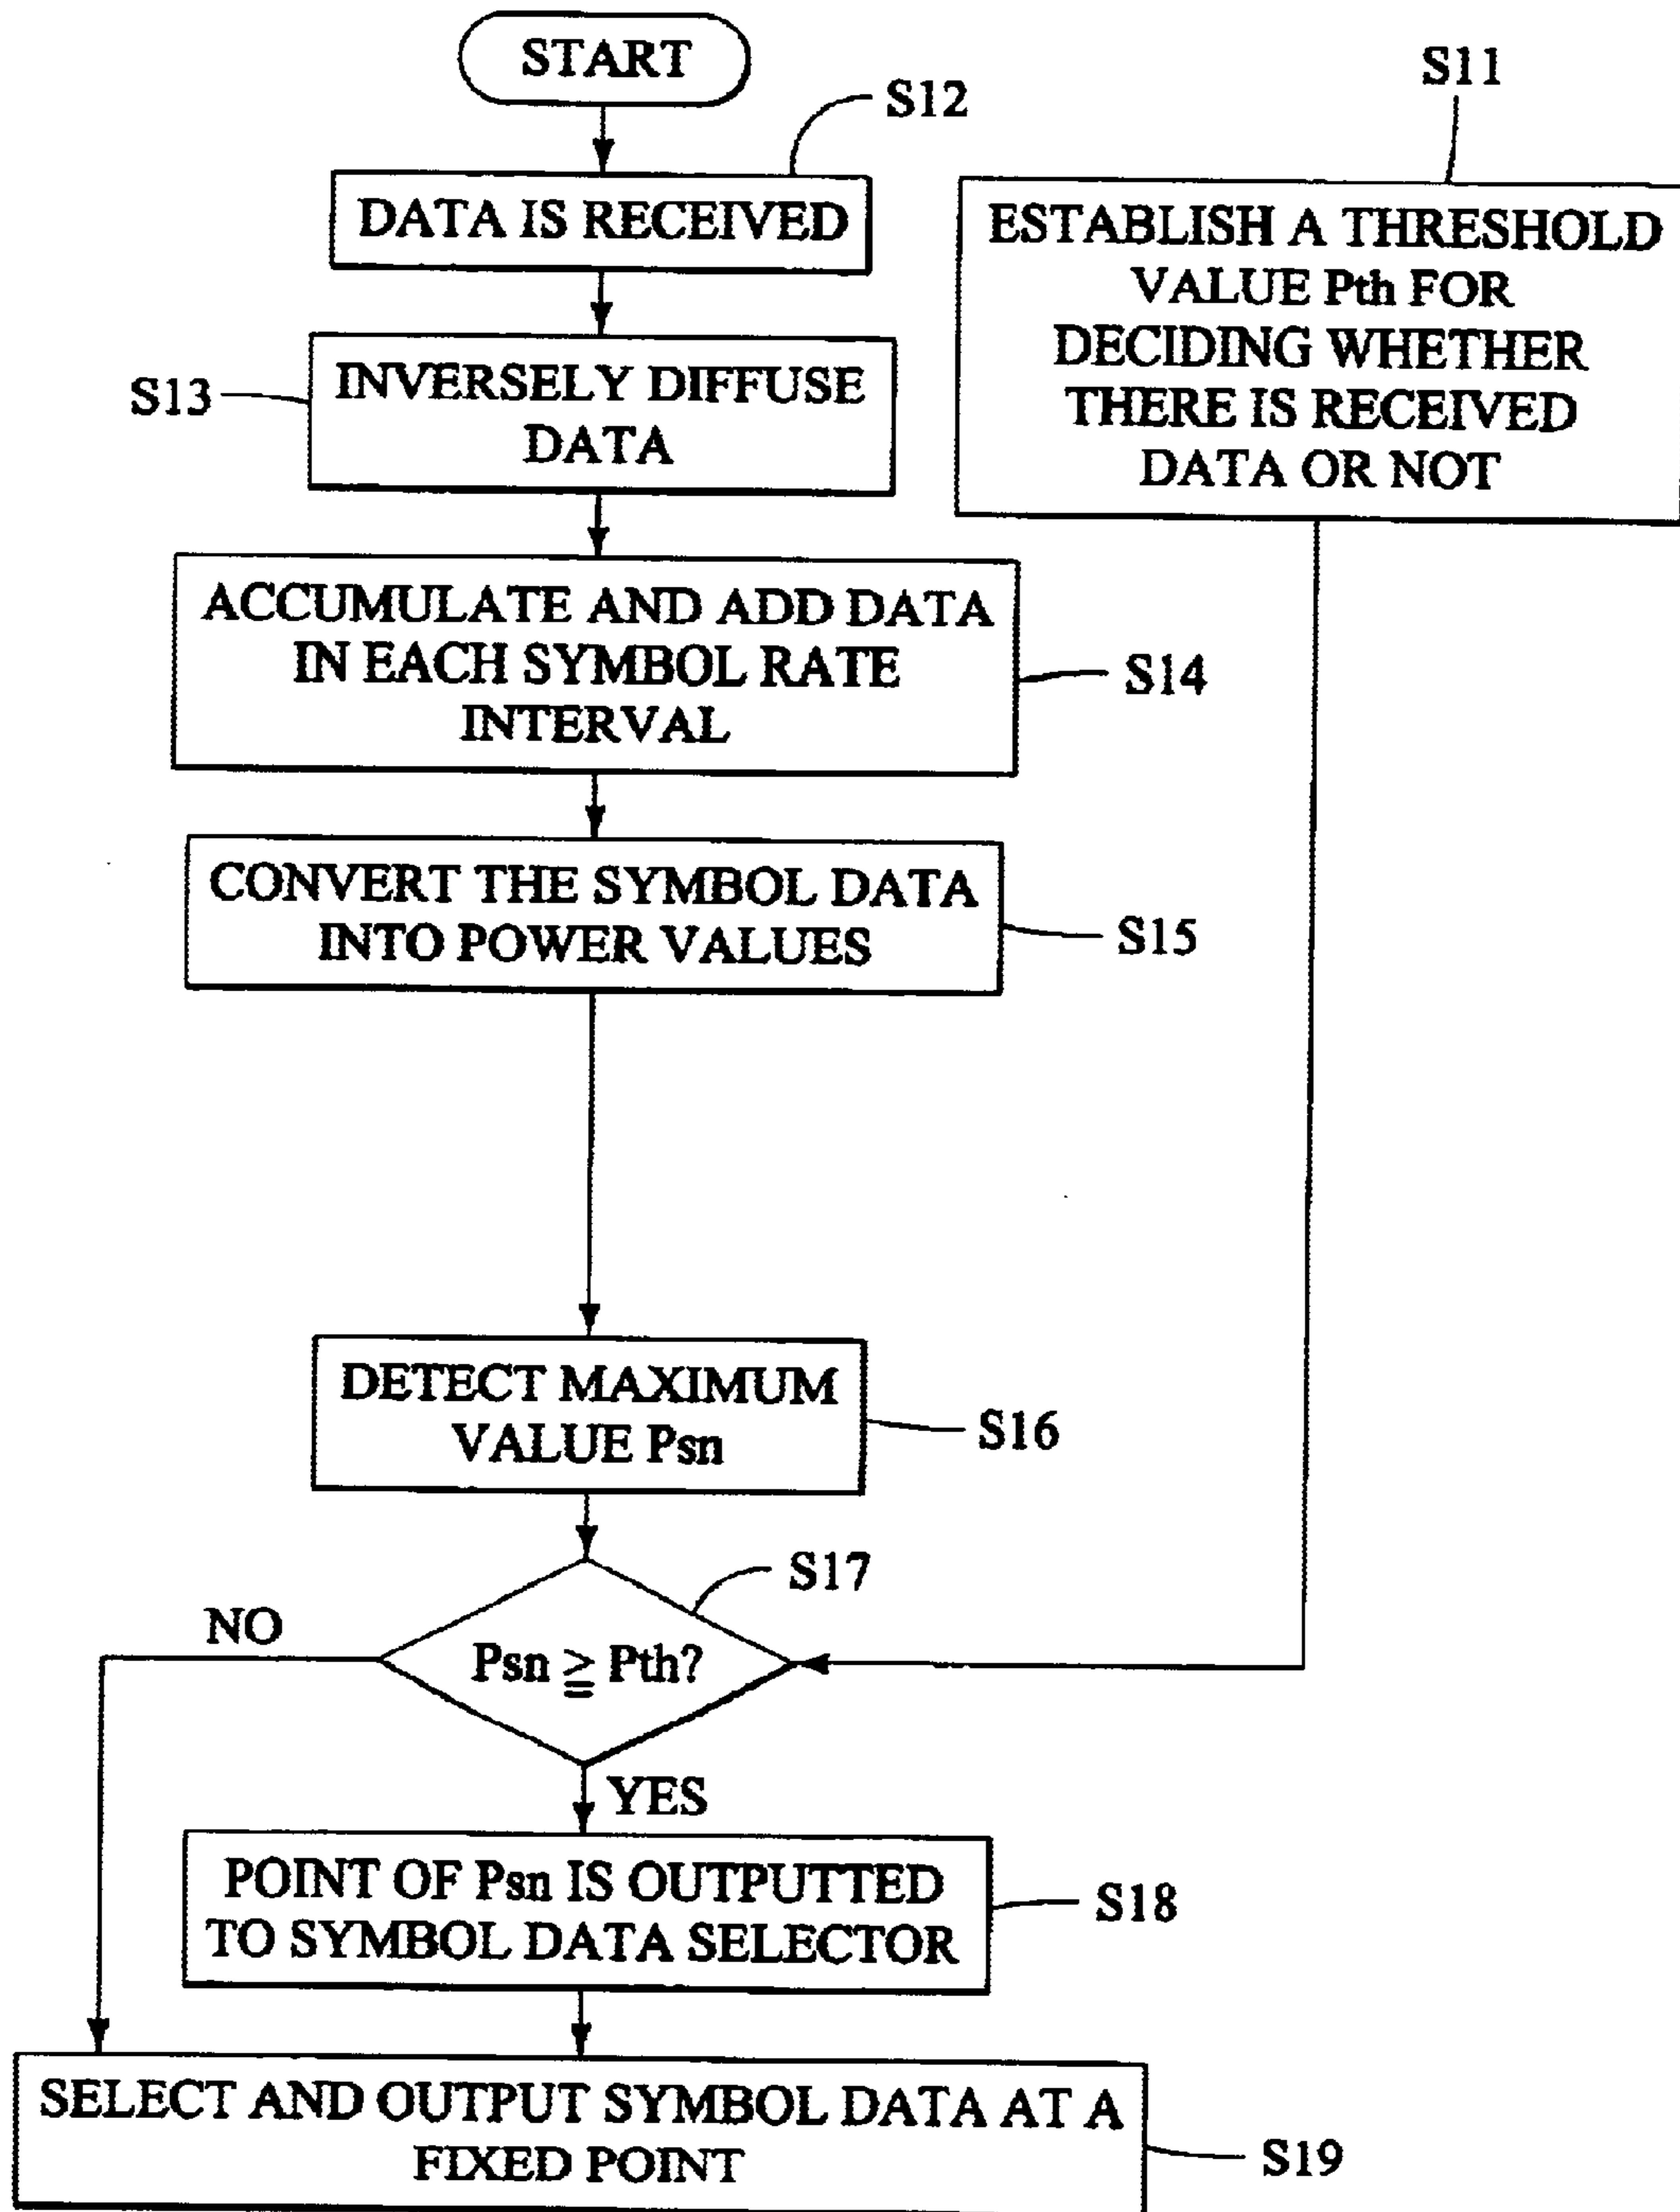 START
S12
DATA IS RECEIVED
S11
ESTABLISH A THRESHOLD
VALUE Pth FOR
DECIDING WHETHER
THERE IS RECEIVED
DATA OR NOT
S13
INVERSELY DIFFUSE
DATA
ACCUMULATE AND ADD DATA
IN EACH SYMBOL RATE
INTERVAL
S14
CONVERT THE SYMBOL DATA
INTO POWER VALUES
S15
DETECT MAXIMUM
VALUE Psn
S16
S17
Psn ≧ Pth?
NO
YES
POINT OF Psn IS OUTPUTTED
TO SYMBOL DATA SELECTOR
S18
SELECT AND OUTPUT SYMBOL DATA AT A
FIXED POINT
S19